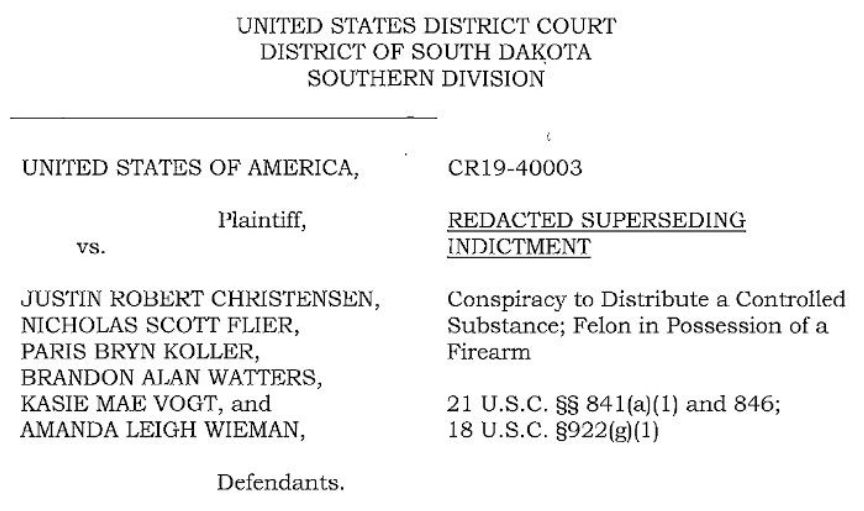 UNITED STATES DISTRICT COURT
DISTRICT OF SOUTH DAKOTA
SOUTHERN DIVISION
UNITED STATES OF AMERICA,
Plaintiff,
vs.
JUSTIN ROBERT CHRISTENSEN,
NICHOLAS SCOTT FLIER,
PARIS BRYN KOLLER,
BRANDON ALAN WATTERS,
KASIE MAE VOGT, and
AMANDA LEIGH WIEMAN,
Defendants.
CR19-40003
REDACTED SUPERSEDING
INDICTMENT
Conspiracy to Distribute a Controlled
Substance; Felon in Possession of a
Firearm
21 U.S.C. §§ 841(a)(1) and 846;
18 U.S.C. §922(g)(1)